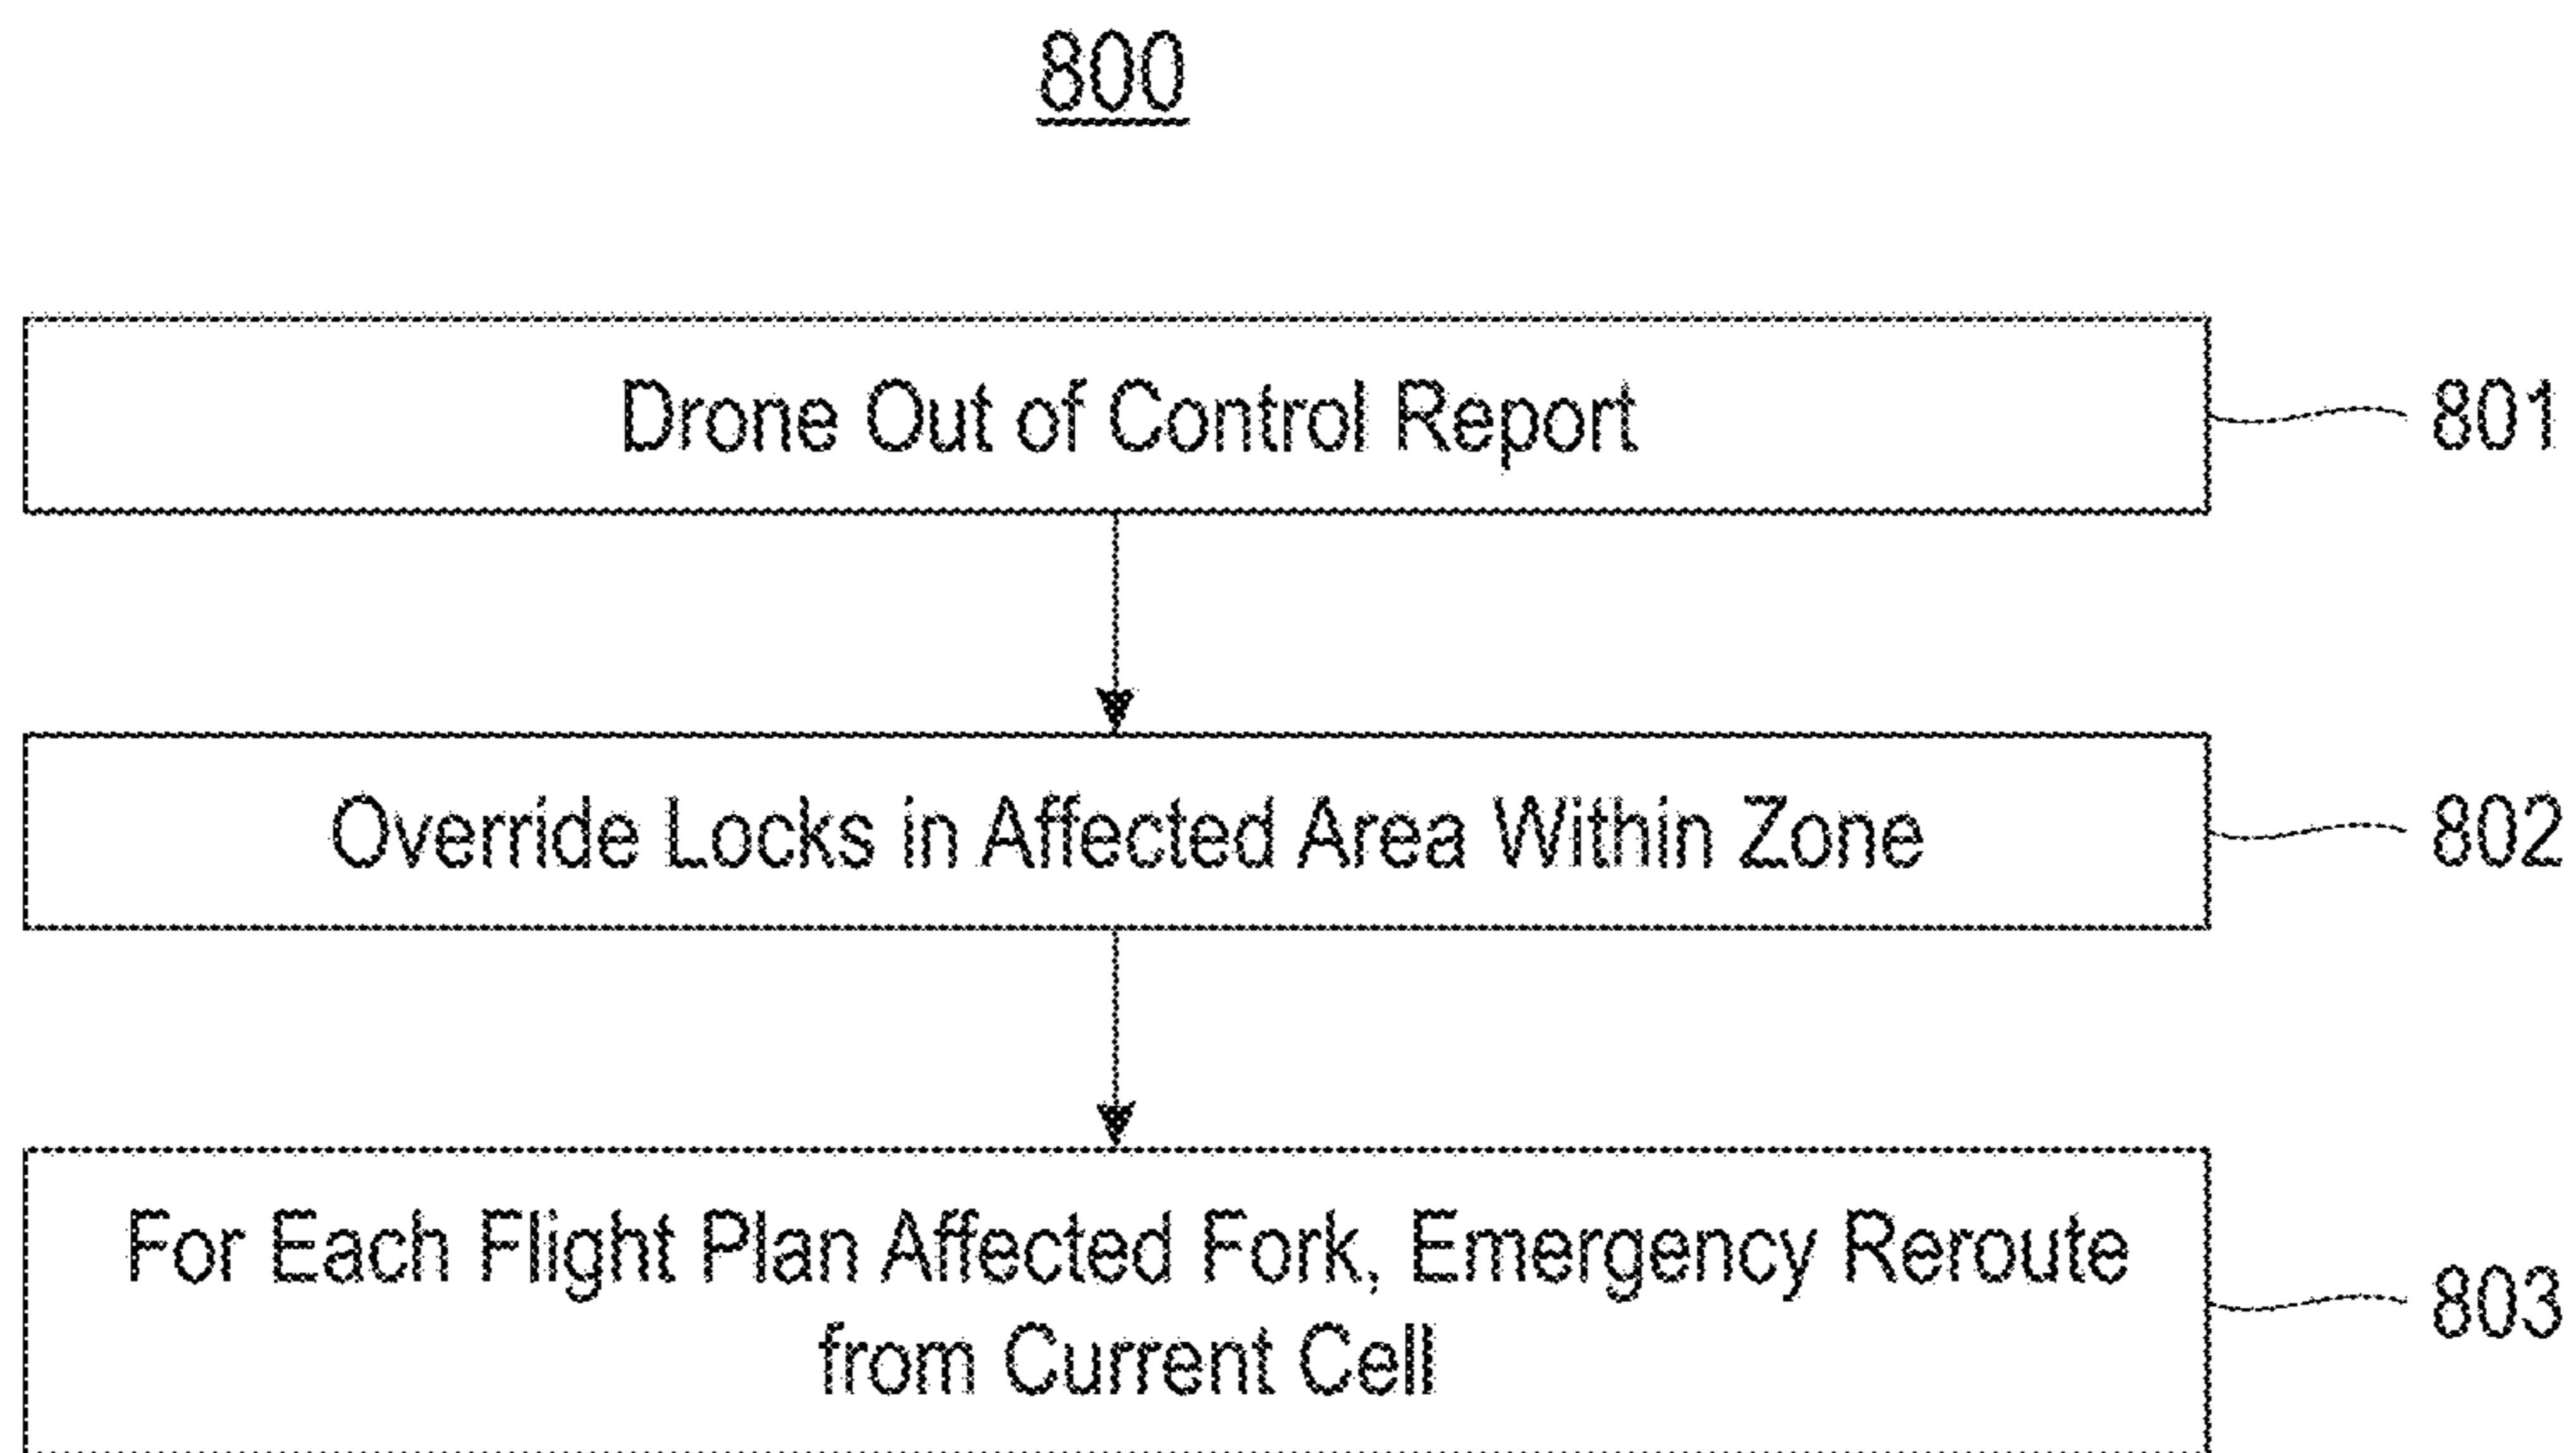 800
Drone Out of Control Report
801
Override Locks in Affected Area Within Zone
802
For Each Flight Plan Affected Fork, Emergency Reroute
from Current Cell
803